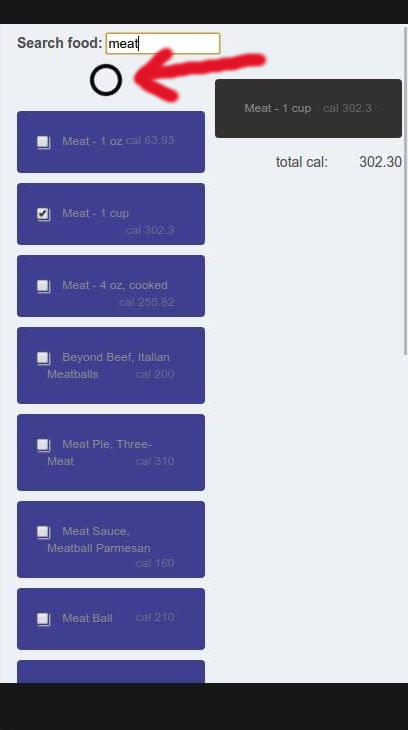 Search food: meat
Meat - 1 cup cal 302.3
total cal: 302.30
Meat - 1 oz cal 63.93
Meat - 1 cup
cal 302.3
Meat - 4 oz, cooked
cal 255.82
Beyond Beef, Italian
Meatballs cal 200
Meat Pie, Three-
Meat cal 310
Meat Sauce,
Meatball Parmesan
cal 160
Meat Ball cal 210